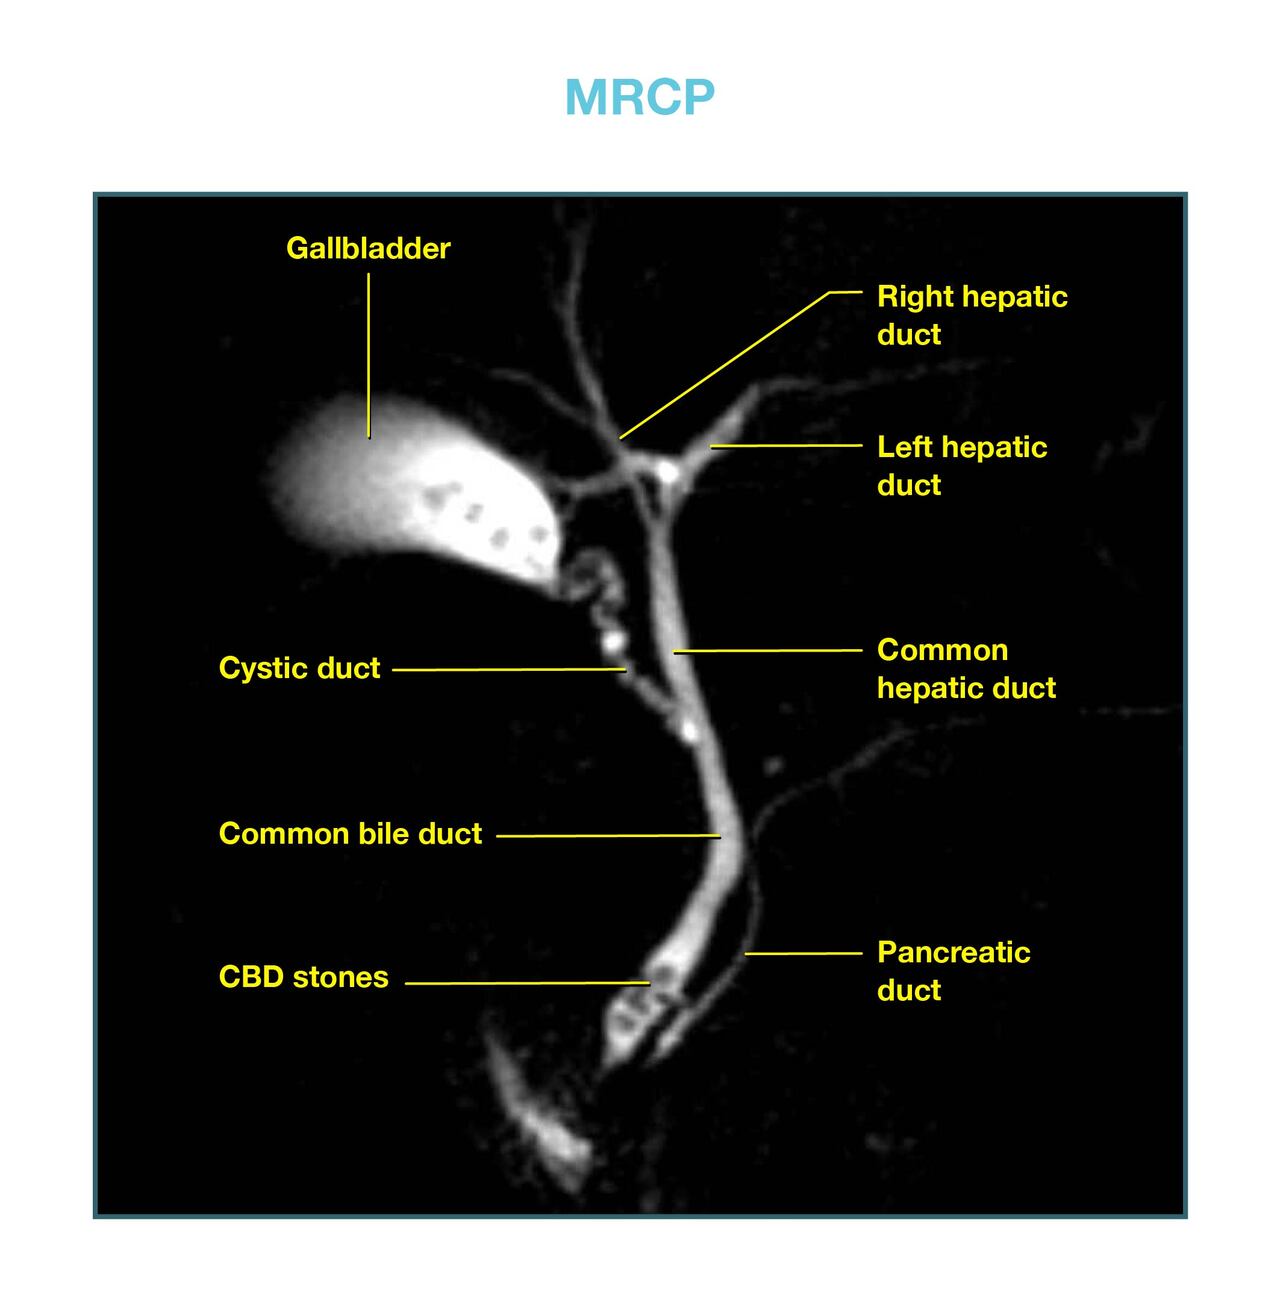 MRCP
Gallbladder
Right hepatic
duct
Left hepatic
duct
Common
hepatic duct
Cystic duct
Common bile duct
Pancreatic
duct
CBD stones